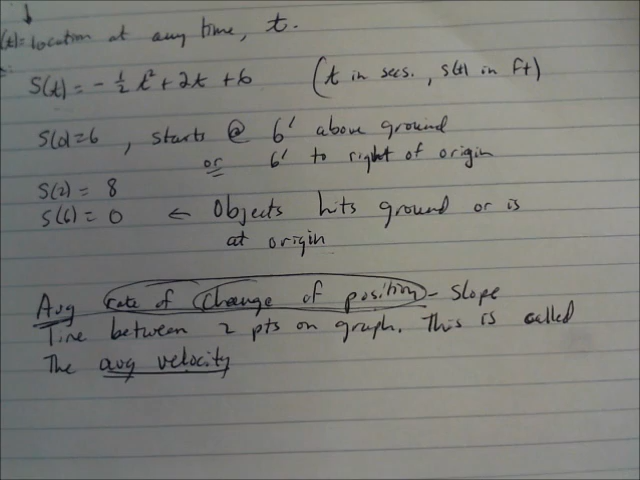 (t)= location at any time, t.
S(t) = - 1/2 t² + 2t + 6 (t in secs., s(t) in ft)
S(0)=6 , starts @ 6' above ground
or 6' to right of origin
S(2) = 8
S(6) = 0 ← Objects hits ground or is
at origin
Avg rate of change of position - slope
line between 2 pts on graph. This is called
The avg velocity